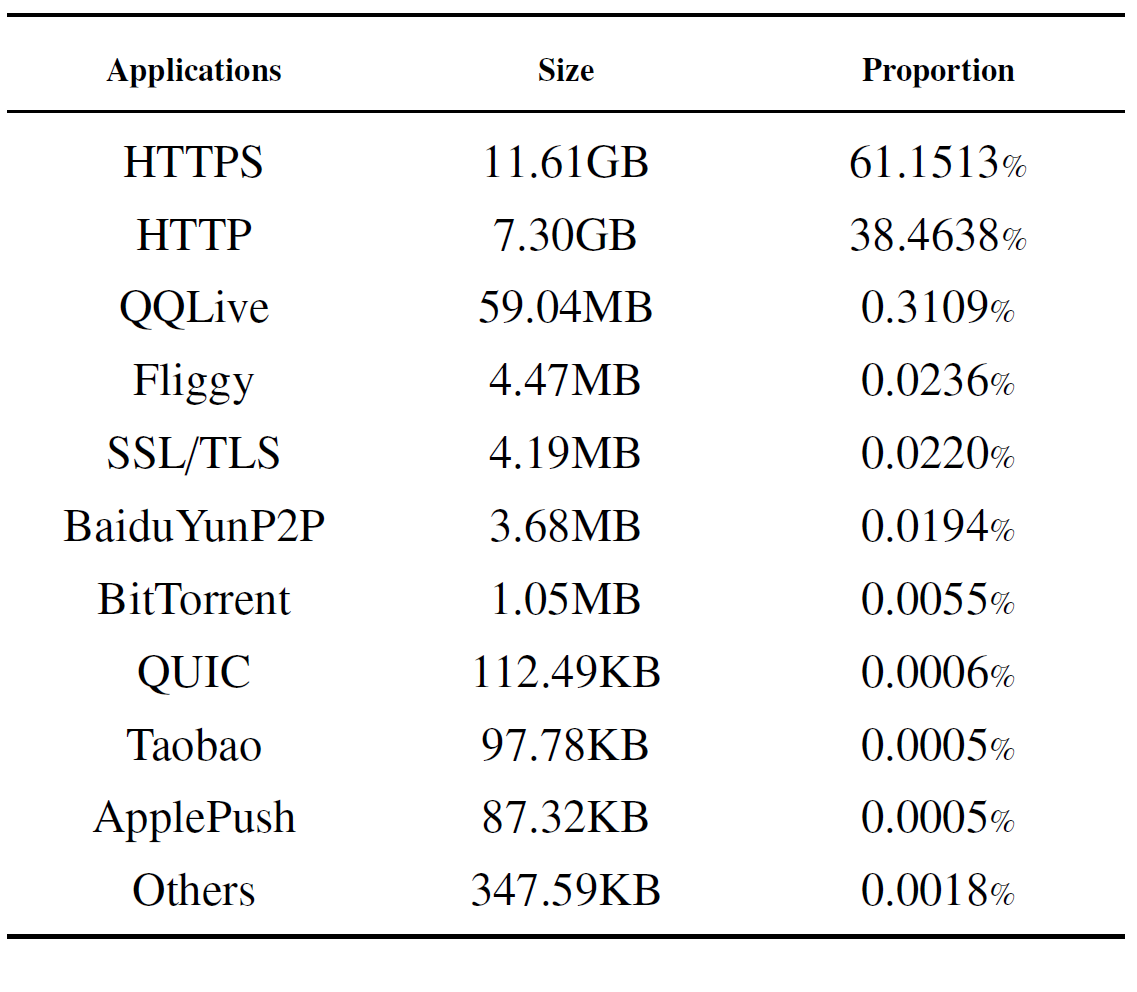 Applications Size Proportion
HTTPS 11.61GB 61.1513%
HTTP 7.30GB 38.4638%
QQLive 59.04MB 0.3109%
Fliggy 4.47MB 0.0236%
SSL/TLS 4.19MB 0.0220%
BaiduYunP2P 3.68MB 0.0194%
BitTorrent 1.05MB 0.0055%
QUIC 112.49KB 0.0006%
Taobao 97.78KB 0.0005%
ApplePush 87.32KB 0.0005%
Others 347.59KB 0.0018%